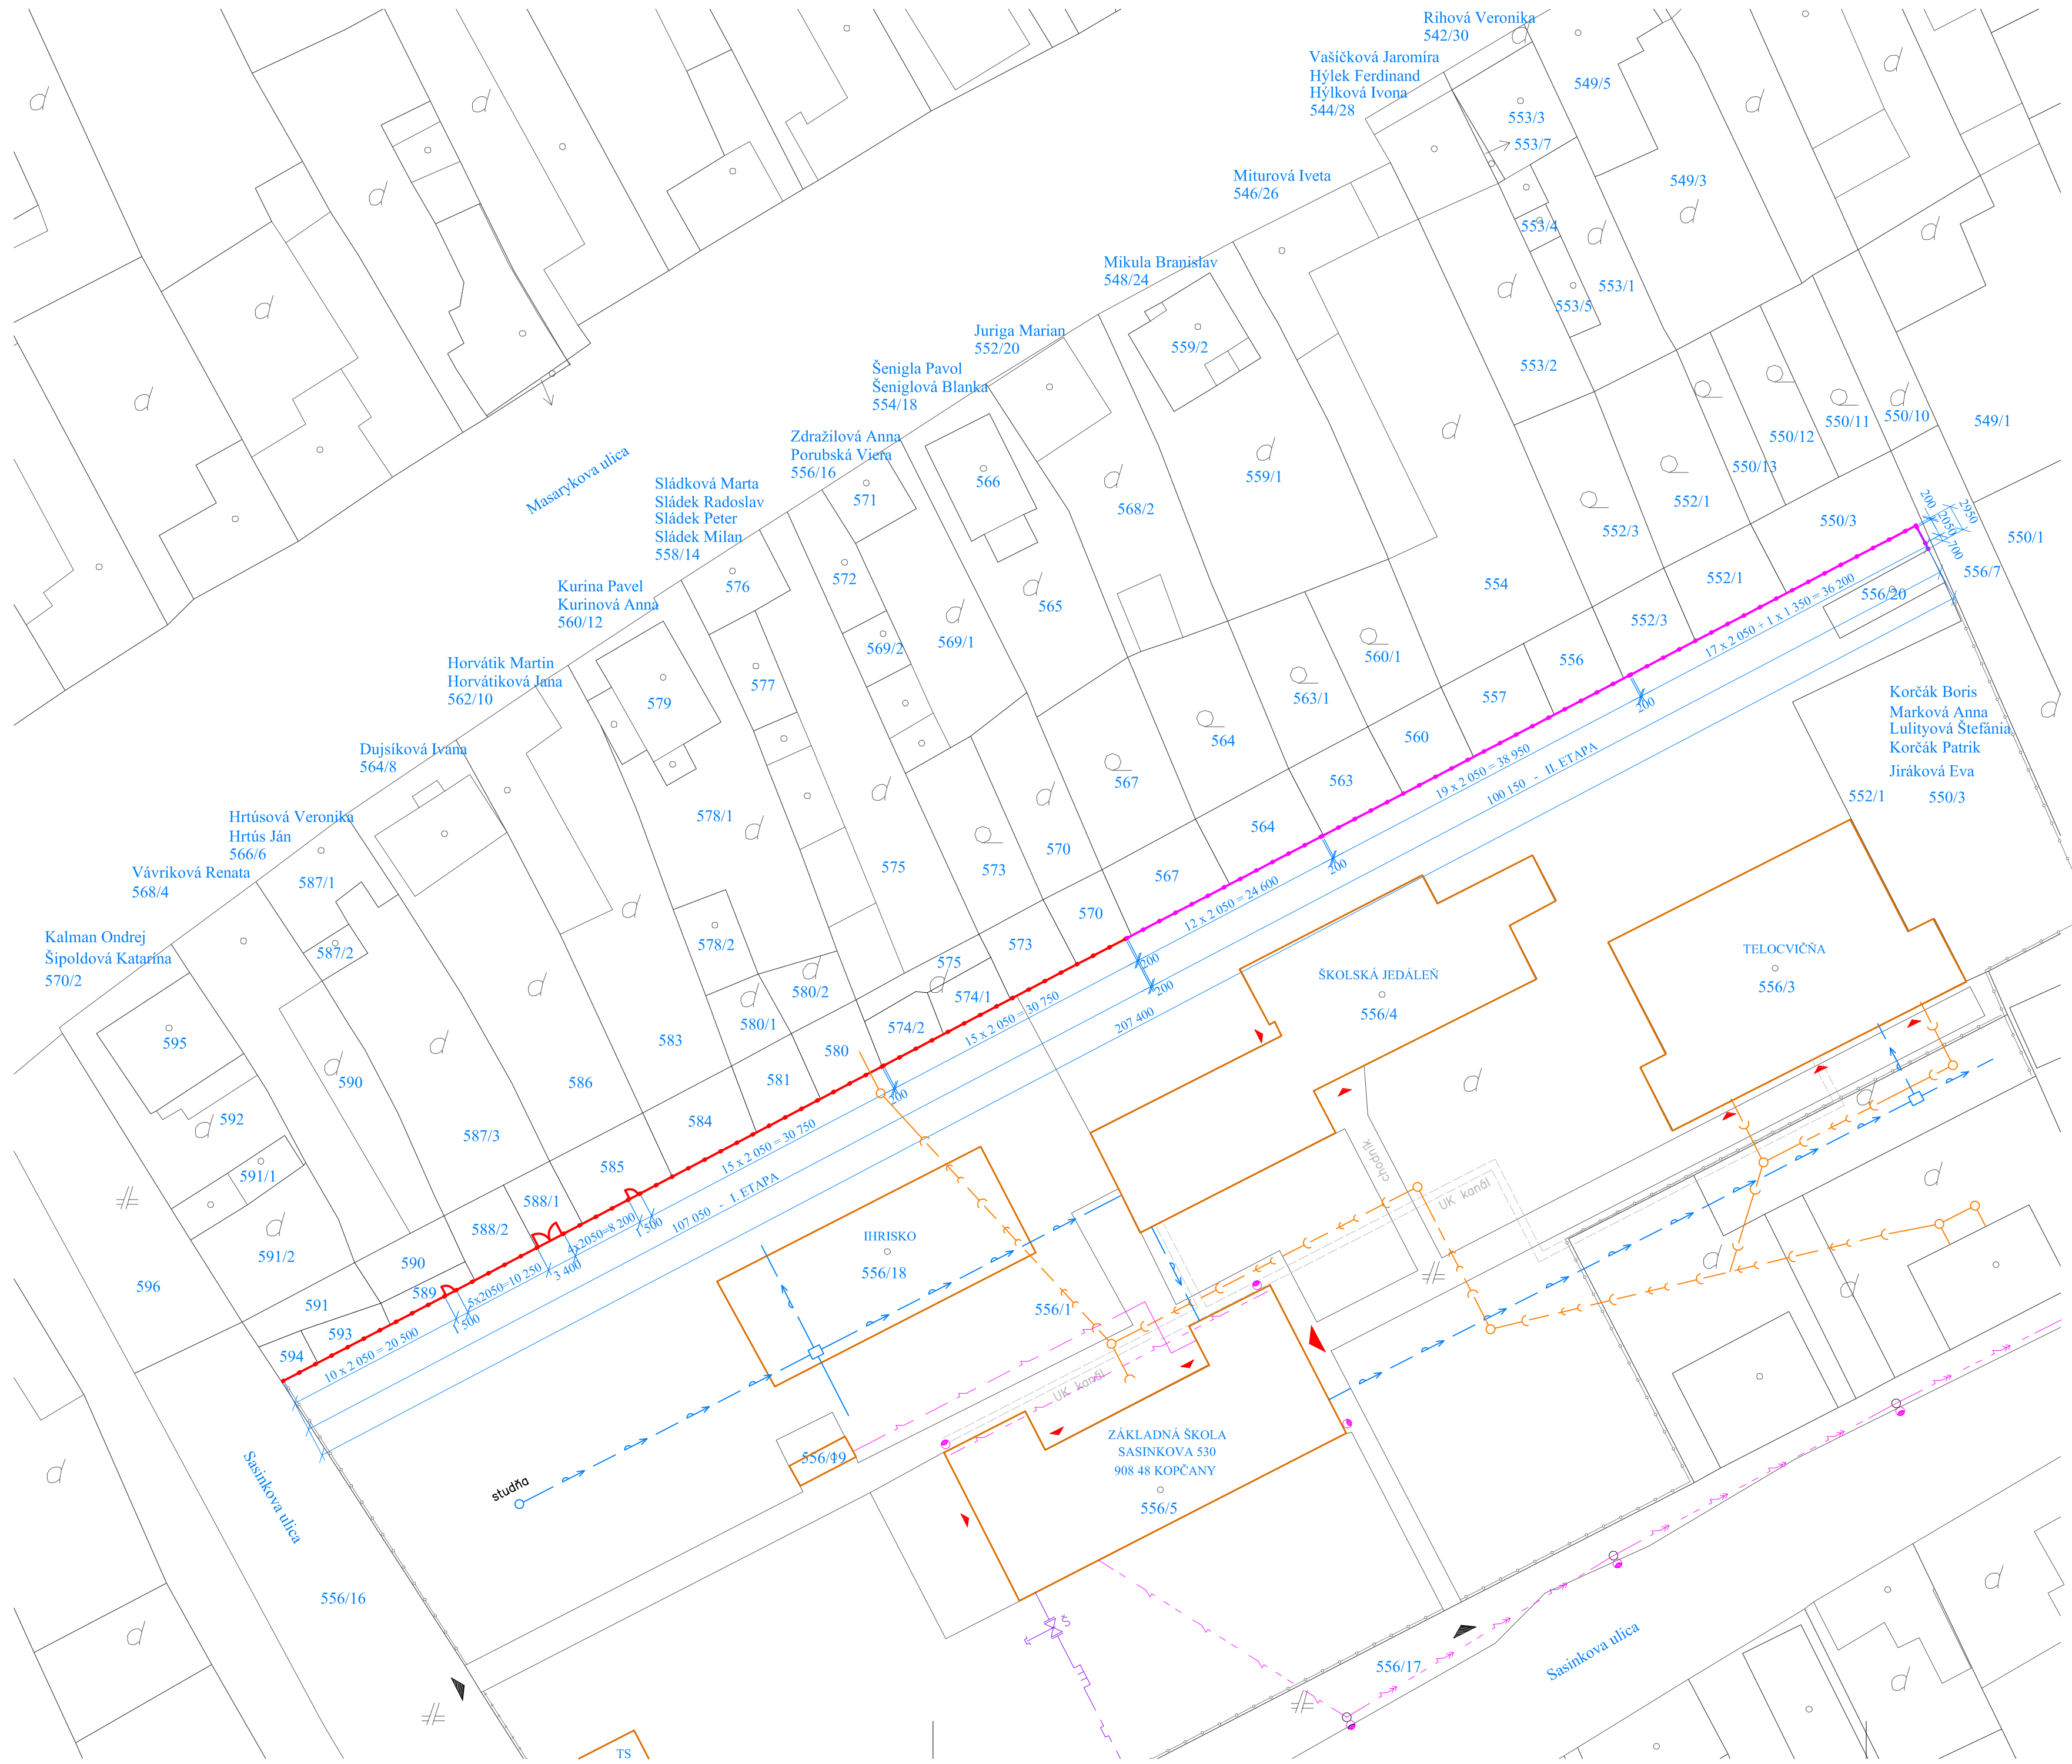 Rihová Veronika
542/30
Vašíčková Jaromíra
Hýlek Ferdinand
Hýlková Ivona
544/28
549/5
553/3
553/7
Miturová Iveta
546/26
549/3
553/4
553/1
553/5
Mikula Branislav
548/24
559/2
553/2
Juriga Marian
552/20
Šenigla Pavol
Šeniglová Blanka
554/18
550/10
550/11
549/1
550/12
550/13
Zdražilová Anna
Porubská Viera
556/16
Masarykova ulica
559/1
566
571
Sládková Marta
Sládek Radoslav
Sládek Peter
Sládek Milan
558/14
568/2
552/1
552/3
550/3
200
2050
2950
700
550/1
556/7
Kurina Pavel
Kurinová Anna
560/12
576
572
565
554
552/1
556/20
17 x 2 050 + 1 x 1 350 = 36 200
552/3
569/2
569/1
560/1
556
Horvátik Martin
Horvátiková Jana
562/10
577
579
563/1
557
200
Korčák Boris
Marková Anna
Lulityová Štefánia
Korčák Patrik
Jiráková Eva
552/1
550/3
564
560
Dujsíková Ivana
564/8
567
563
19 x 2 050 = 38 950
100 150 - II. ETAPA
578/1
Hrtúsová Veronika
Hrtús Ján
566/6
564
570
575
573
567
200
Vávriková Renata
568/4
587/1
12 x 2 050 = 24 600
570
Kalman Ondrej
Šipoldová Katarína
570/2
587/2
578/2
573
575
200
200
TELOCVIČŇA
556/3
ŠKOLSKÁ JEDÁLEŇ
556/4
580/2
580/1
574/1
574/2
15 x 2 050 = 30 750
207 400
595
583
580
590
586
581
200
592
584
587/3
15 x 2 050 = 30 750
585
591/1
588/1
chodník
UK kanál
588/2
4x2050=8 200
1 500
107 050 - I. ETAPA
591/2
590
3 400
IHRISKO
556/18
596
589
5x2050=10 250
1 500
591
593
594
10 x 2 050 = 20 500
556/1
UK kanál
ZÁKLADNÁ ŠKOLA
SASINKOVA 530
908 48 KOPČANY
556/5
556/19
studňa
Sasinkova ulica
556/16
Š
556/17
Sasinkova ulica
TS